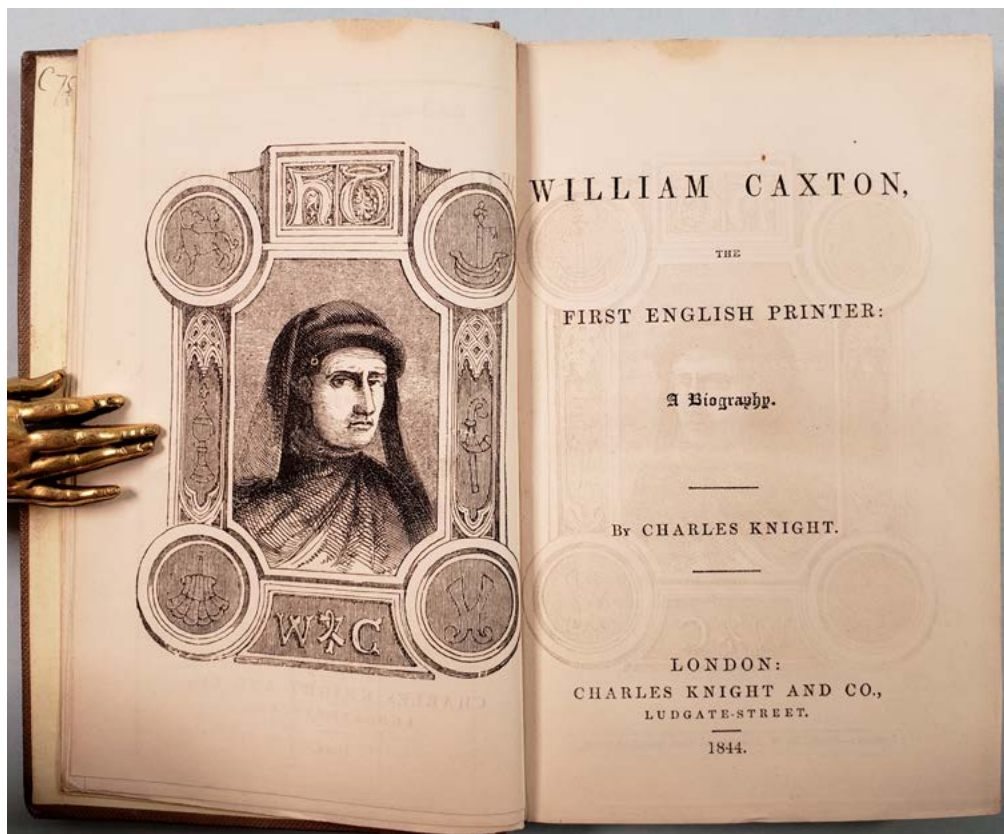 W C
WILLIAM CAXTON,
THE
FIRST ENGLISH PRINTER:
A Biography.
By CHARLES KNIGHT.
LONDON:
CHARLES KNIGHT AND CO.,
LUDGATE-STREET.
1844.